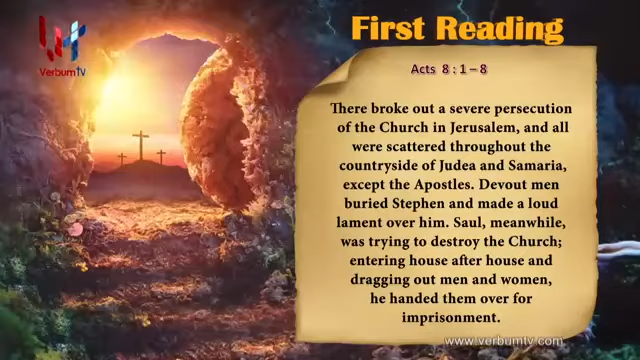 VerbumTV
First Reading
Acts 8 : 1 – 8
There broke out a severe persecution
of the Church in Jerusalem, and all
were scattered throughout the
countryside of Judea and Samaria,
except the Apostles. Devout men
buried Stephen and made a loud
lament over him. Saul, meanwhile,
was trying to destroy the Church;
entering house after house and
dragging out men and women,
he handed them over for
imprisonment.
www.verbumtv.com